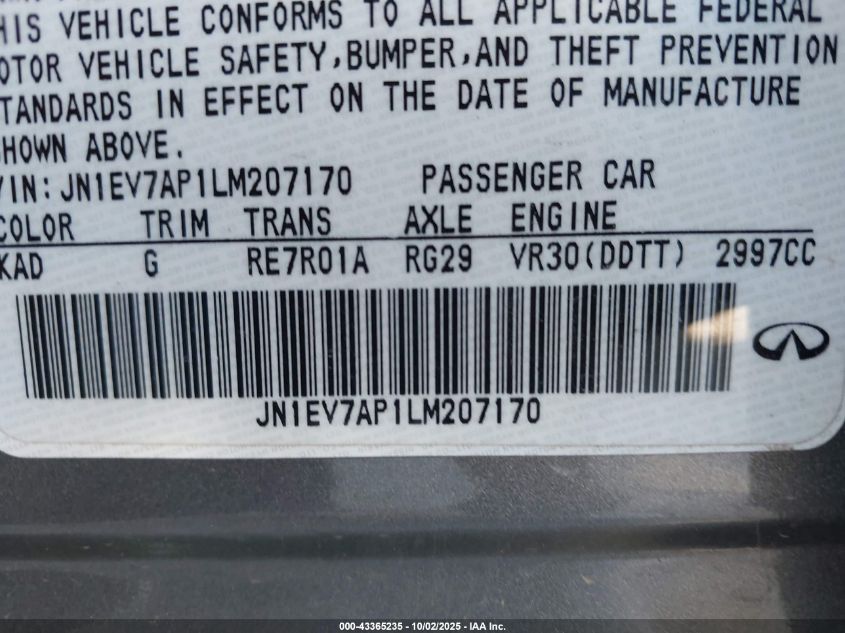 HIS VEHICLE CONFORMS TO ALL APPLICABLE FEDERAL
OTOR VEHICLE SAFETY,BUMPER,AND THEFT PREVENTION
TANDARDS IN EFFECT ON THE DATE OF MANUFACTURE
HOWN ABOVE.
VIN:JN1EV7AP1LM207170 PASSENGER CAR
COLOR TRIM TRANS AXLE ENGINE
KAD G RE7R01A RG29 VR30(DDTT) 2997CC
JN1EV7AP1LM207170
000-43365235 - 10/02/2025 - IAA Inc.